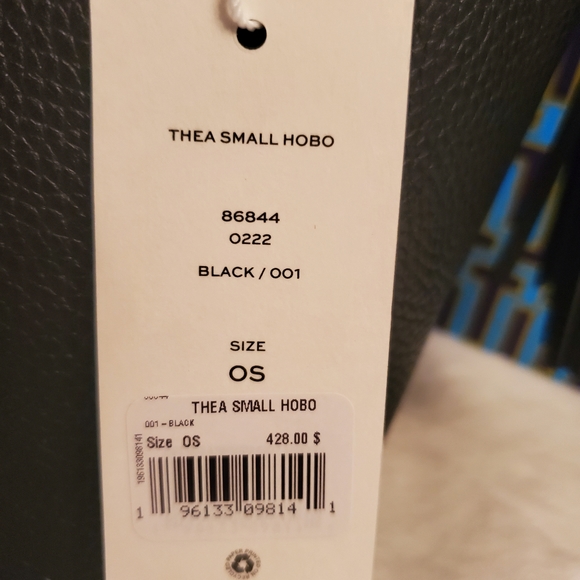 THEA SMALL HOBO
86844
0222
BLACK / 001
SIZE
OS
THEA SMALL HOBO
001 - BLACK
Size OS
428.00 $
196133098141
1 96133 09814 1